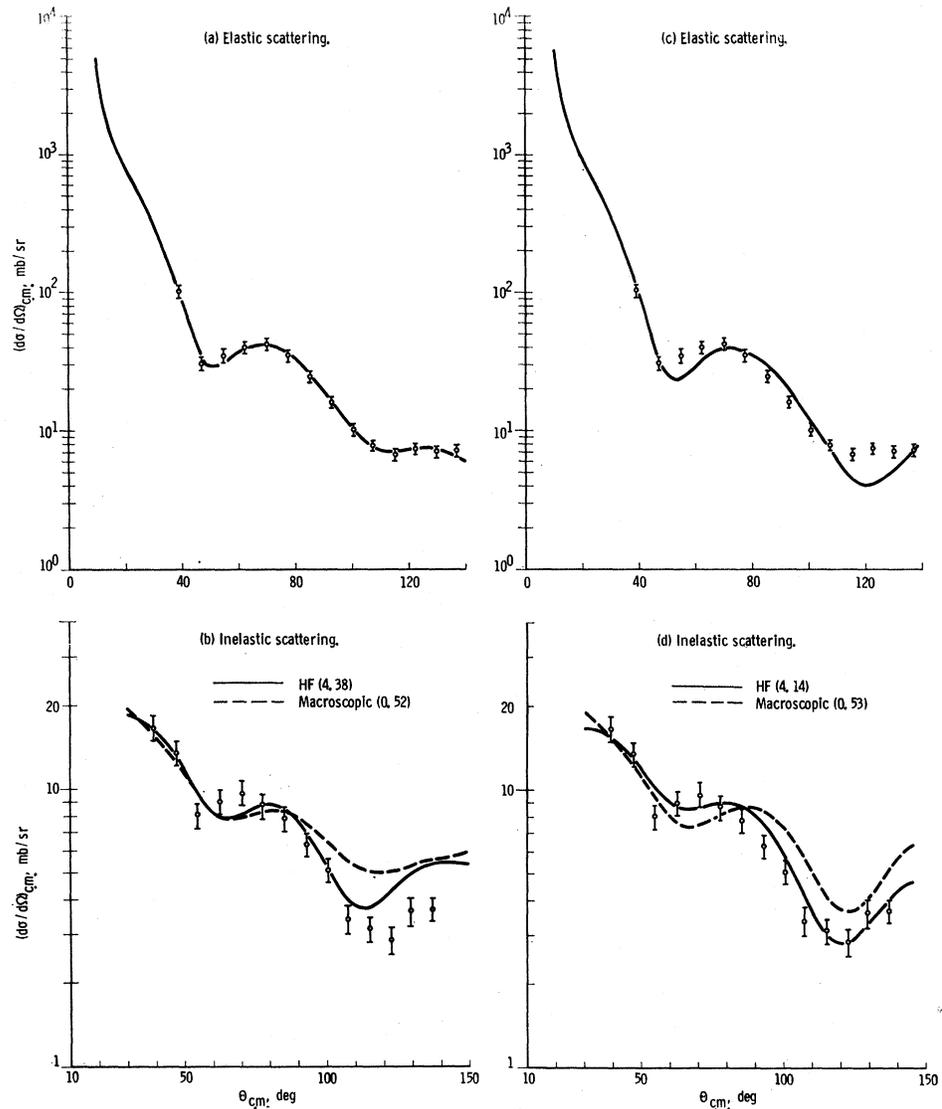 10⁴
10³
10²
10¹
10⁰
(dσ/dΩ)cm, mb/sr
(a) Elastic scattering.
0 40 80 120
10⁴
10³
10²
10¹
10⁰
(c) Elastic scattering.
0 40 80 120
20
10
1
(dσ/dΩ)cm, mb/sr
(b) Inelastic scattering.
HF (4.38)
Macroscopic (0.52)
10 50 100 150
θcm, deg
20
10
1
(d) Inelastic scattering.
HF (4.14)
Macroscopic (0.53)
10 50 100 150
θcm, deg